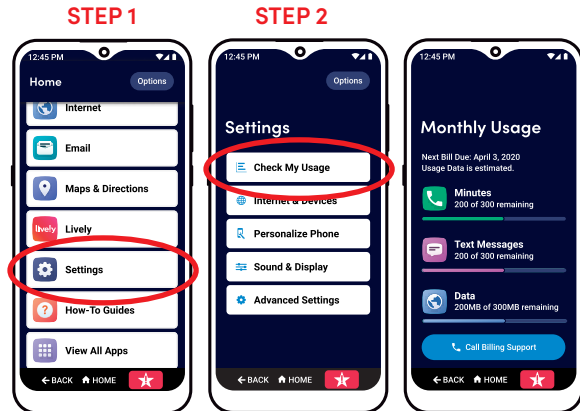 STEP 1
STEP 2
12:45 PM
Home
Options
Internet
Email
Maps & Directions
lively
Lively
Settings
How-To Guides
View All Apps
BACK HOME
12:45 PM
Options
Settings
Check My Usage
Internet & Devices
Personalize Phone
Sound & Display
Advanced Settings
BACK HOME
12:45 PM
Monthly Usage
Next Bill Due: April 3, 2020
Usage Data is estimated.
Minutes
200 of 300 remaining
Text Messages
200 of 300 remaining
Data
200MB of 300MB remaining
Call Billing Support
BACK HOME